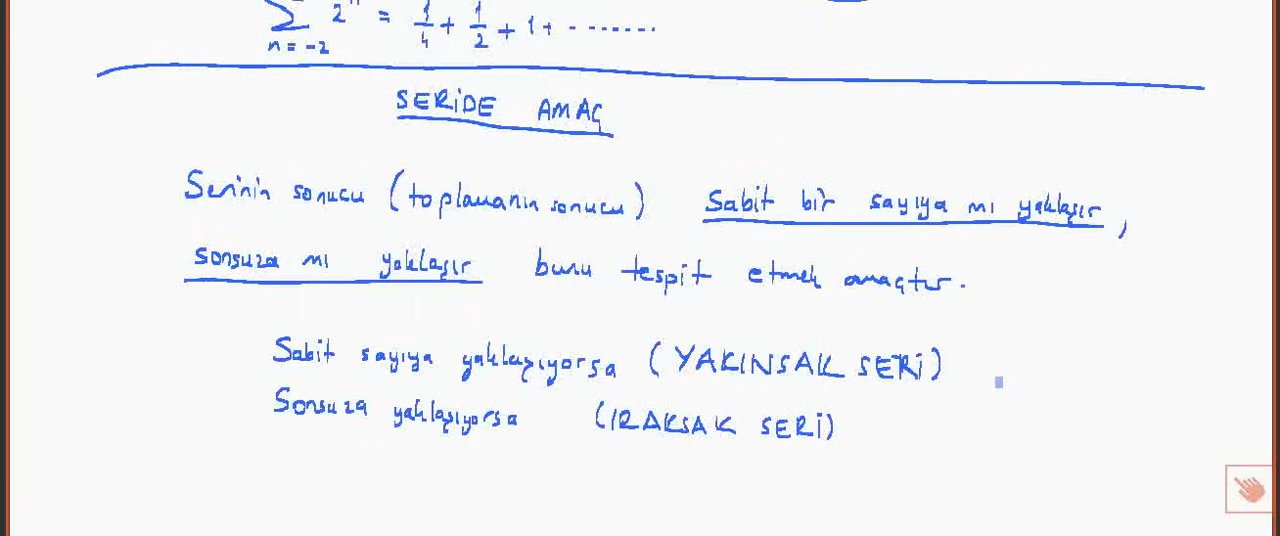 ∑ 2ⁿ = 1/4 + 1/2 + 1 + ........
n = -2
SERİDE AMAÇ
Serinin sonucu (toplamanın sonucu) Sabit bir sayıya mı yaklaşır,
sonsuza mı yaklaşır bunu tespit etmek amaçtır.
Sabit sayıya yaklaşıyorsa (YAKINSAK SERİ)
Sonsuza yaklaşıyorsa (IRAKSAK SERİ)